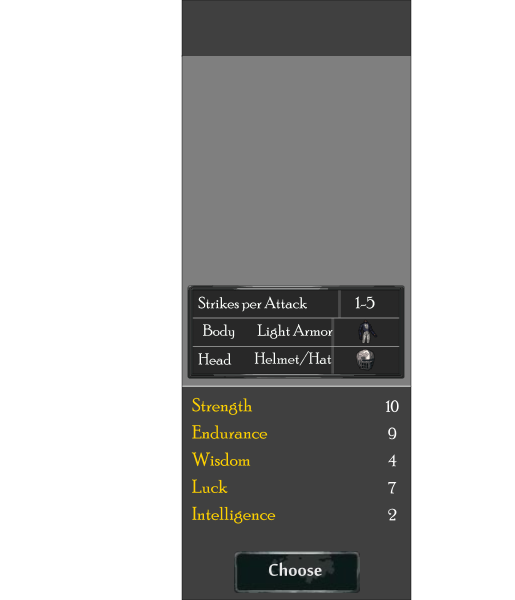 Strikes per Attack 1-5
Body Light Armor
Head Helmet/Hat
Strength 10
Endurance 9
Wisdom 4
Luck 7
Intelligence 2
Choose